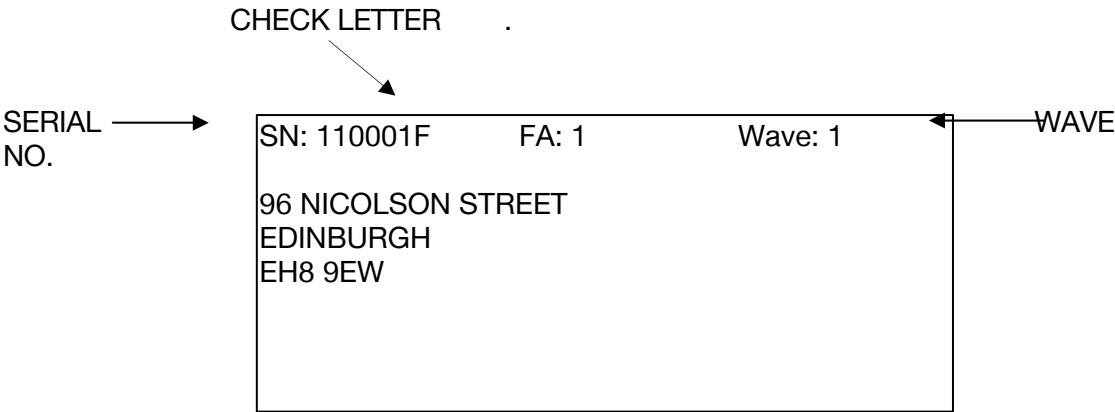 CHECK LETTER .
SERIAL
NO.
WAVE
SN: 110001F FA: 1 Wave: 1
96 NICOLSON STREET
EDINBURGH
EH8 9EW